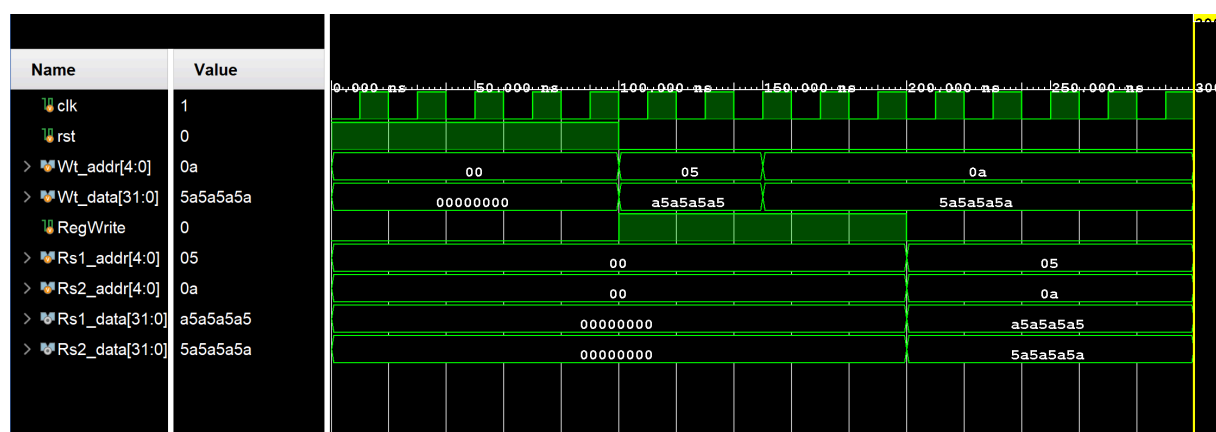 Name Value
0.000 ns 50.000 ns 100.000 ns 150.000 ns 200.000 ns 250.000 ns 300
clk 1
rst 0
Wt_addr[4:0] 0a 00 05 0a
Wt_data[31:0] 5a5a5a5a 00000000 a5a5a5a5 5a5a5a5a
RegWrite 0
Rs1_addr[4:0] 05 00 05
Rs2_addr[4:0] 0a 00 0a
Rs1_data[31:0] a5a5a5a5 00000000 a5a5a5a5
Rs2_data[31:0] 5a5a5a5a 00000000 5a5a5a5a